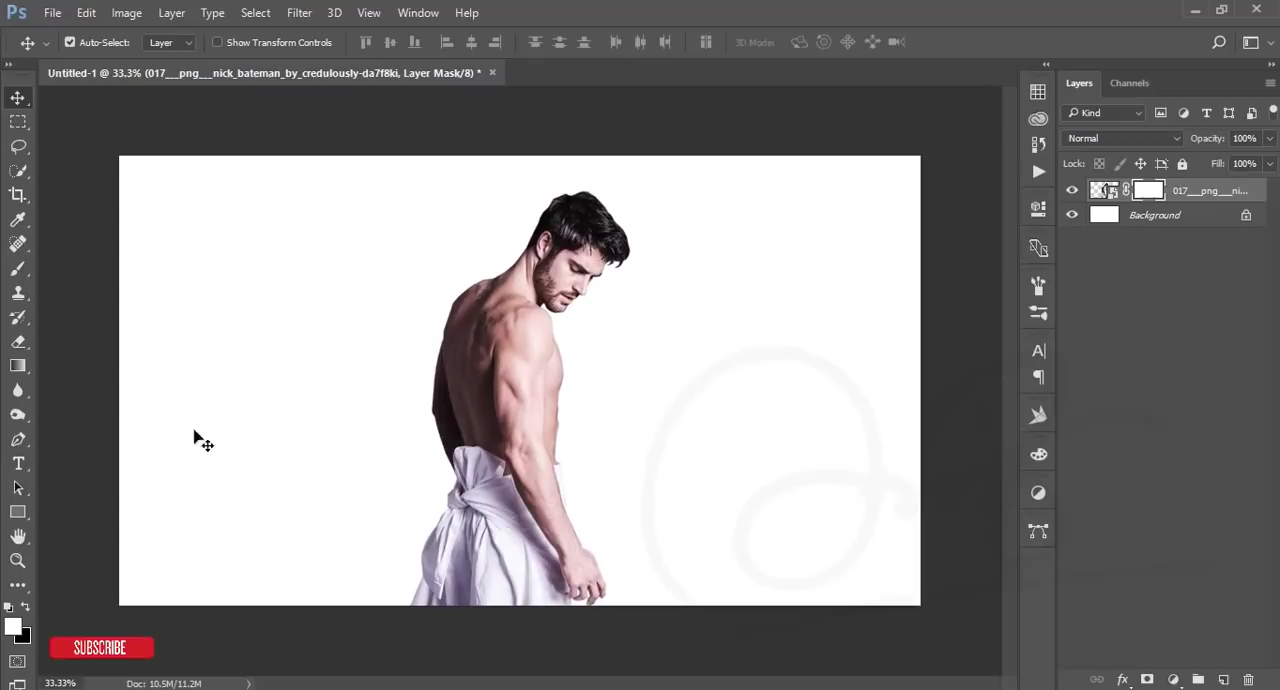 Ps File Edit Image Layer Type Select Filter 3D View Window Help
Auto-Select: Layer Show Transform Controls 3D Mode:
Untitled-1 @ 33.3% (017___png___nick_bateman_by_credulously-da7f8ki, Layer Mask/8) *
Layers Channels
Kind
Normal Opacity: 100%
Lock: Fill: 100%
017___png___ni...
Background
SUBSCRIBE
33.33% Doc: 10.5M/11.2M